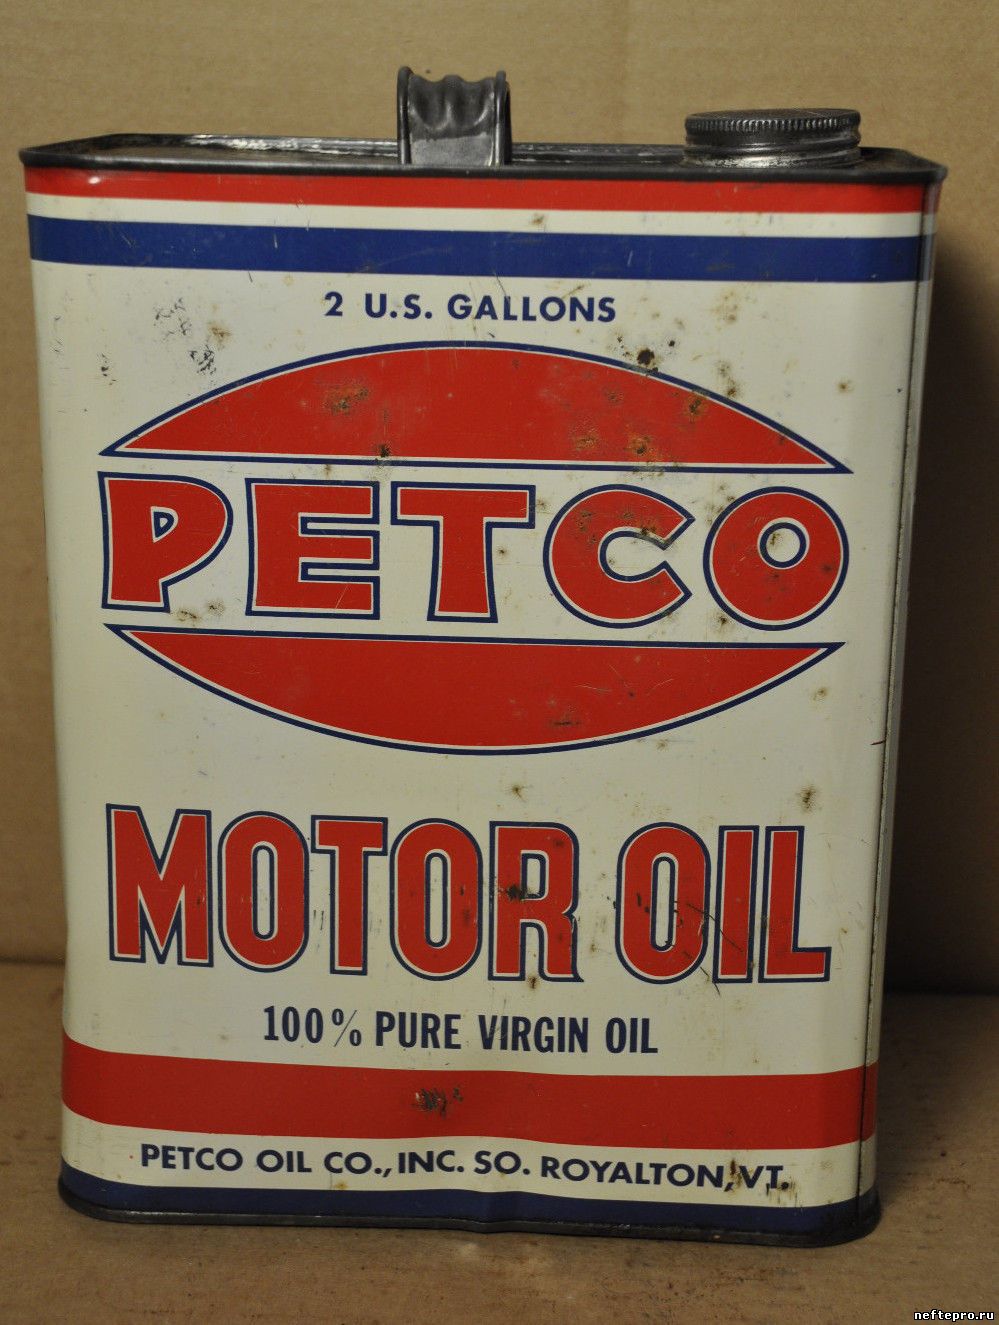 2 U.S. GALLONS
PETCO
MOTOR OIL
100% PURE VIRGIN OIL
PETCO OIL CO., INC. SO. ROYALTON, VT.
neftepro.ru